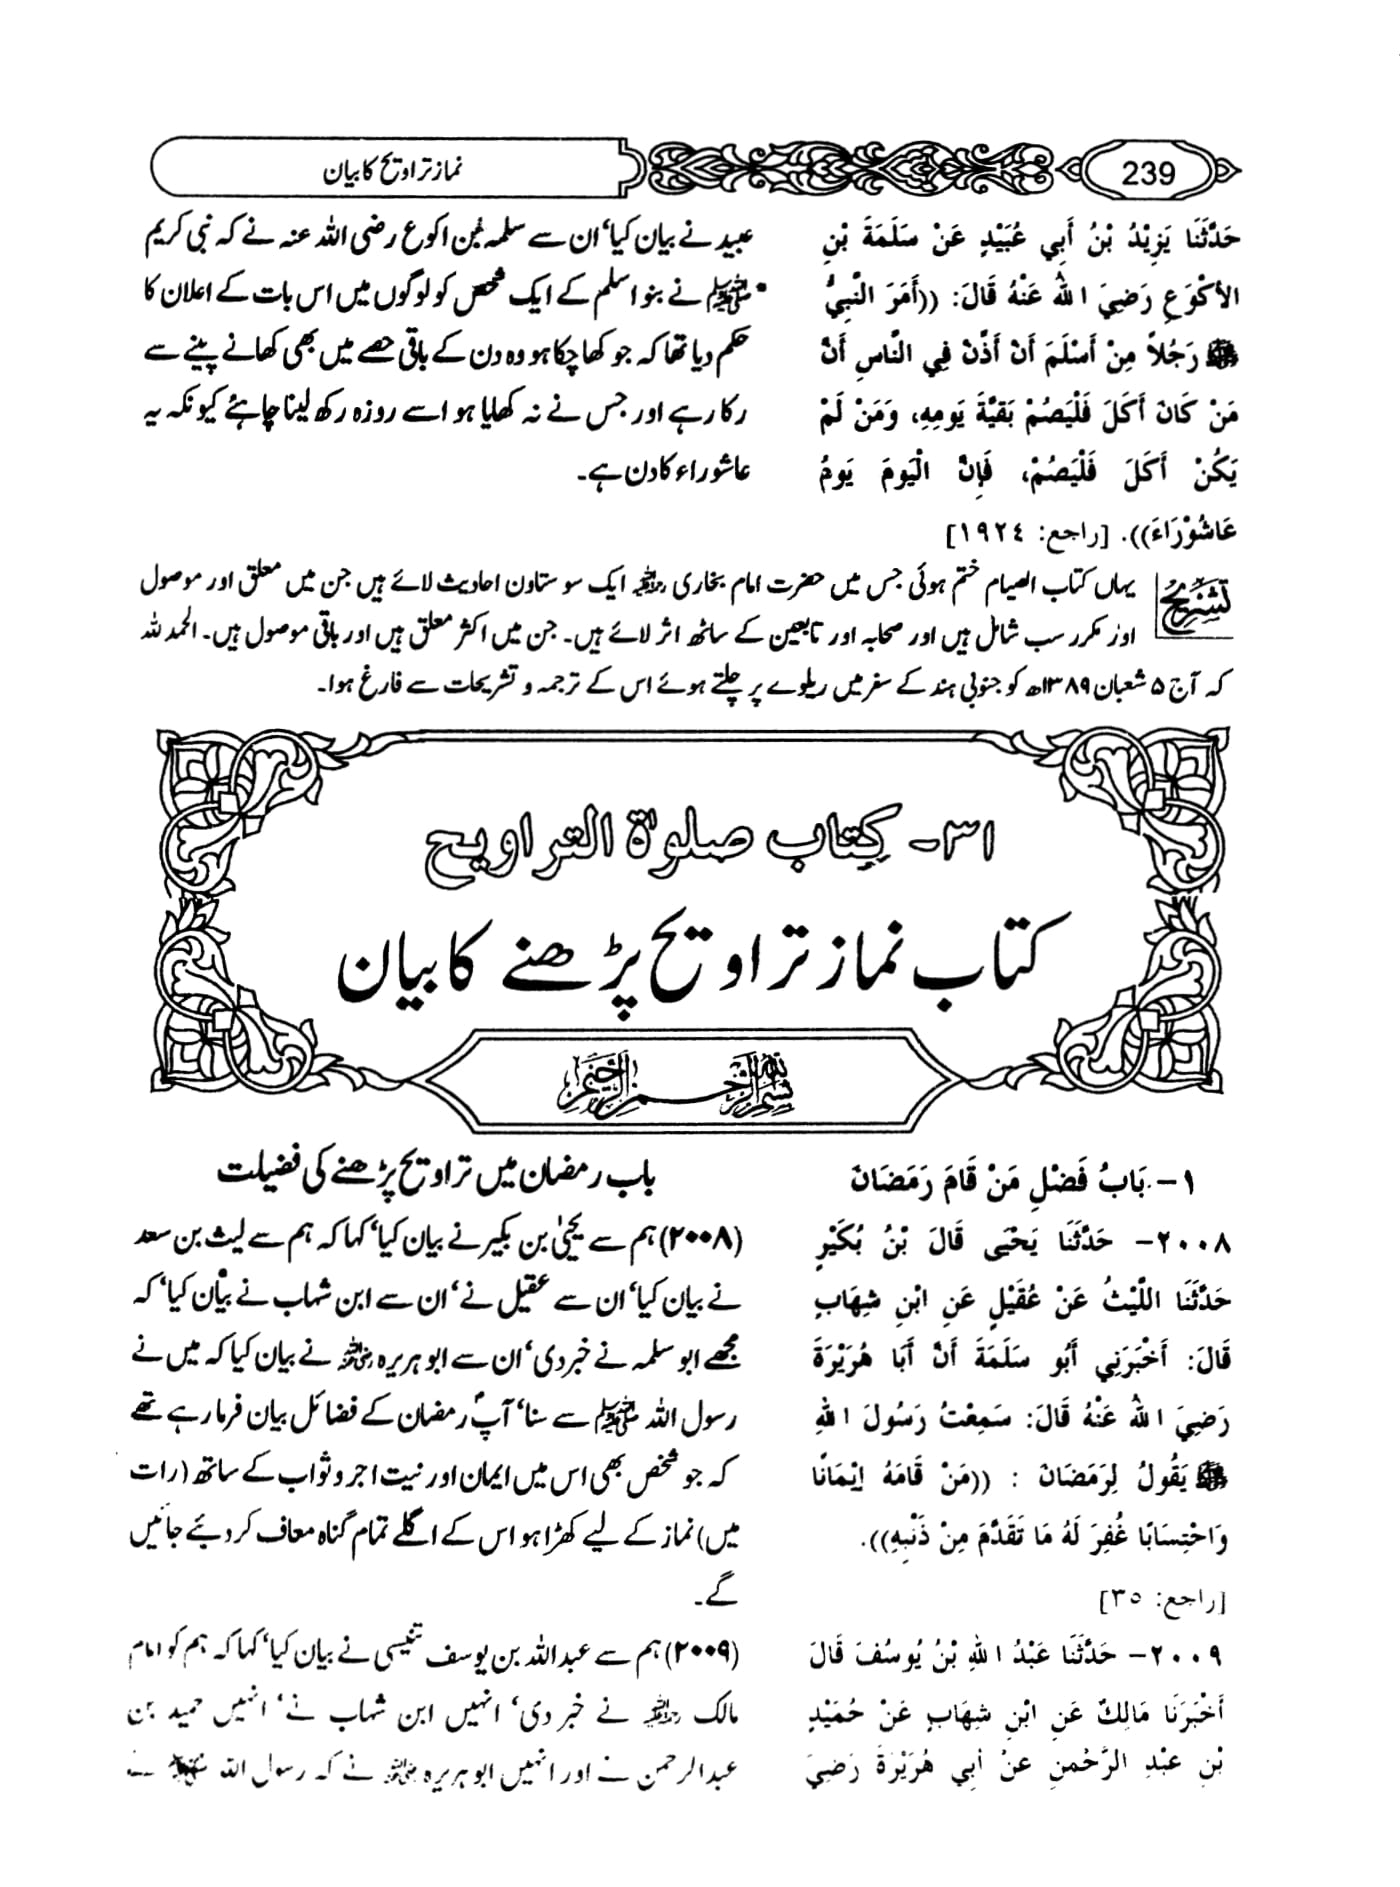 239
نماز تراویح کا بیان
حَدَّثَنَا يَزِيْدُ بْنُ أَبِي عُبَيْدٍ عَنْ سَلَمَةَ بْنِ
الأَكْوَعِ رَضِيَ اللهُ عَنْهُ قَالَ: ((أَمَرَ النَّبِيُّ
ﷺ رَجُلاً مِنْ أَسْلَمَ أَنْ أَذِّنْ فِي النَّاسِ أَنْ
مَنْ كَانَ أَكَلَ فَلْيَصُمْ بَقِيَّةَ يَومِهِ، وَمَنْ لَمْ
يَكُنْ أَكَلَ فَلْيَصُمْ، فَإِنَّ الْيَومَ يَومُ
عَاشُوْرَاءَ)). [راجع: ١٩٢٤]
عبید نے بیان کیا‘ ان سے سلمہ بن اکوع رضی اللہ عنہ نے کہ نبی کریم
ﷺ نے بنو اسلم کے ایک شخص کو لوگوں میں اس بات کے اعلان کا
حکم دیا تھا کہ جو کھا چکا ہو وہ دن کے باقی حصے میں بھی کھانے پینے سے
رکا رہے اور جس نے نہ کھایا ہو اسے روزہ رکھ لینا چاہئے کیونکہ یہ
عاشوراء کا دن ہے۔
تشریح
یہاں کتاب الصیام ختم ہوئی جس میں حضرت امام بخاری رحمہ اللہ ایک سو ستاون احادیث لائے ہیں جن میں معلق اور موصول
اور مکرر سب شامل ہیں اور صحابہ اور تابعین کے ساٹھ اثر لائے ہیں۔ جن میں اکثر معلق ہیں اور باقی موصول ہیں۔ الحمد للہ
کہ آج ۵ شعبان ۱۳۸۹ھ کو جنوبی ہند کے سفر میں ریلوے پر چلتے ہوئے اس کے ترجمہ و تشریحات سے فارغ ہوا۔
۳۱- کتاب صلوٰۃ التراویح
کتاب نماز تراویح پڑھنے کا بیان
بسم اللہ الرحمن الرحیم
١- بَابُ فَضْلِ مَنْ قَامَ رَمَضَانَ
٢٠٠٨- حَدَّثَنَا يَحْيَى قَالَ بْنُ بُكَيْرٍ
حَدَّثَنَا اللَّيْثُ عَنْ عُقَيْلٍ عَنِ ابْنِ شِهَابٍ
قَالَ: أَخْبَرَنِي أَبُو سَلَمَةَ أَنَّ أَبَا هُرَيْرَةَ
رَضِيَ اللهُ عَنْهُ قَالَ: سَمِعْتُ رَسُولَ اللهِ
ﷺ يَقُولُ لِرَمَضَانَ : ((مَنْ قَامَهُ إِيْمَانًا
وَاحْتِسَابًا غُفِرَ لَهُ مَا تَقَدَّمَ مِنْ ذَنْبِهِ)).
[راجع: ٣٥]
٢٠٠٩- حَدَّثَنَا عَبْدُ اللهِ بْنُ يُوسُفَ قَالَ
أَخْبَرَنَا مَالِكٌ عَنِ ابْنِ شِهَابٍ عَنْ حُمَيْدٍ
بْنِ عَبْدِ الرَّحْمنِ عَنْ أَبِي هُرَيْرَةَ رَضِيَ
باب رمضان میں تراویح پڑھنے کی فضیلت
(۲۰۰۸) ہم سے یحییٰ بن بکیر نے بیان کیا‘ کہا کہ ہم سے لیث بن سعد
نے بیان کیا‘ ان سے عقیل نے‘ ان سے ابن شہاب نے بیان کیا‘ کہ
مجھے ابو سلمہ نے خبر دی‘ ان سے ابو ہریرہ رضی اللہ عنہ نے بیان کیا کہ میں نے
رسول اللہ ﷺ سے سنا‘ آپؐ رمضان کے فضائل بیان فرما رہے تھے
کہ جو شخص بھی اس میں ایمان اور نیت اجر و ثواب کے ساتھ (رات
میں) نماز کے لیے کھڑا ہو اس کے اگلے تمام گناہ معاف کر دیئے جائیں
گے۔
(۲۰۰۹) ہم سے عبداللہ بن یوسف تنیسی نے بیان کیا‘ کہا کہ ہم کو امام
مالک رحمہ اللہ نے خبر دی‘ انہیں ابن شہاب نے‘ انہیں حمید بن
عبدالرحمن نے اور انہیں ابو ہریرہ رضی اللہ عنہ نے کہ رسول اللہ ﷺ نے